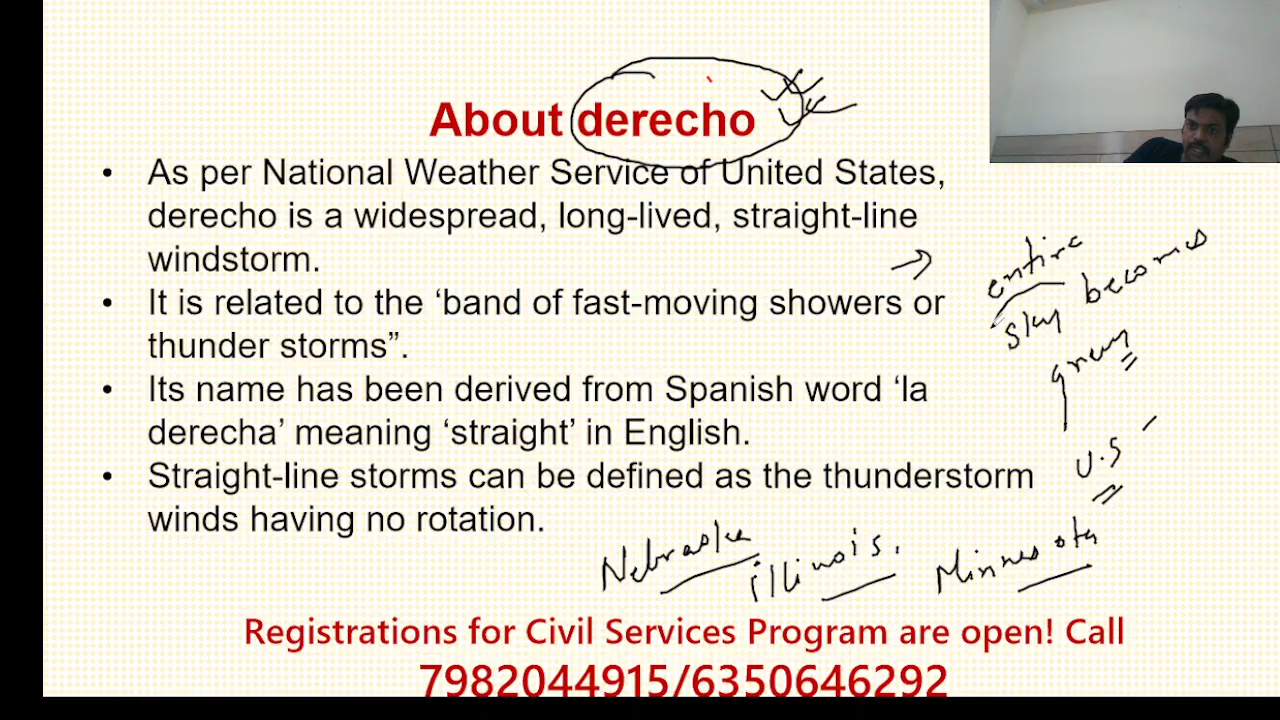 About derecho
• As per National Weather Service of United States,
derecho is a widespread, long-lived, straight-line
windstorm.
• It is related to the ‘band of fast-moving showers or
thunder storms”.
• Its name has been derived from Spanish word ‘la
derecha’ meaning ‘straight’ in English.
• Straight-line storms can be defined as the thunderstorm
winds having no rotation.
entire
sky becomes
U.S
Nebraska illinois. Minnesota
Registrations for Civil Services Program are open! Call
7982044915/6350646292